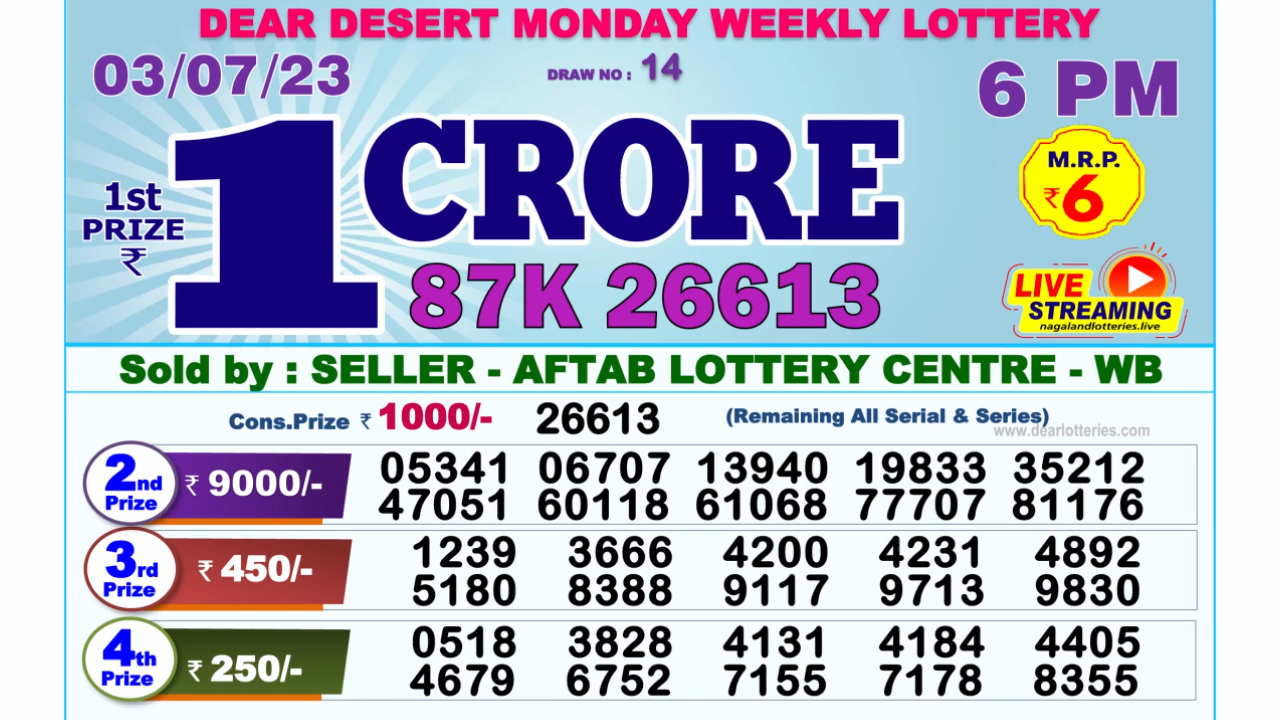 DEAR DESERT MONDAY WEEKLY LOTTERY
03/07/23
DRAW NO : 14
6 PM
1st
PRIZE
₹
1 CRORE
M.R.P.
₹6
87K 26613
LIVE
STREAMING
nagalandlotteries.live
Sold by : SELLER - AFTAB LOTTERY CENTRE - WB
Cons.Prize ₹ 1000/- 26613 (Remaining All Serial & Series)
www.dearlotteries.com
2nd
Prize
₹ 9000/-
05341 06707 13940 19833 35212
47051 60118 61068 77707 81176
3rd
Prize
₹ 450/-
1239 3666 4200 4231 4892
5180 8388 9117 9713 9830
4th
Prize
₹ 250/-
0518 3828 4131 4184 4405
4679 6752 7155 7178 8355